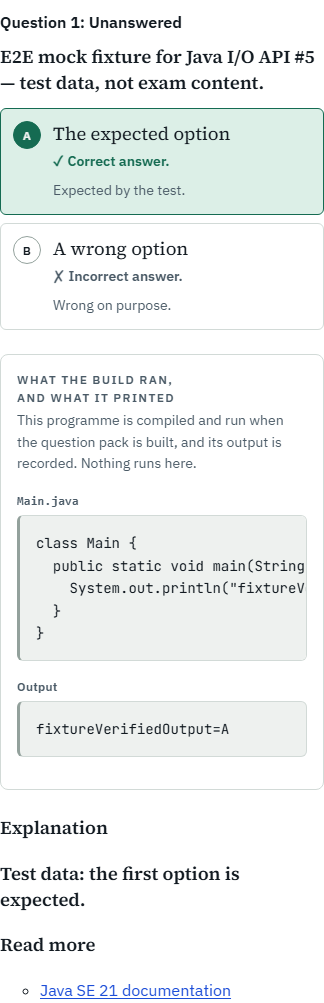 Question 1: Unanswered
E2E mock fixture for Java I/O API #5
— test data, not exam content.
A The expected option
✓ Correct answer.
Expected by the test.
B A wrong option
✗ Incorrect answer.
Wrong on purpose.
WHAT THE BUILD RAN,
AND WHAT IT PRINTED
This programme is compiled and run when
the question pack is built, and its output is
recorded. Nothing runs here.
Main.java
class Main {
  public static void main(String
    System.out.println("fixtureV
  }
}
Output
fixtureVerifiedOutput=A
Explanation
Test data: the first option is
expected.
Read more
Java SE 21 documentation